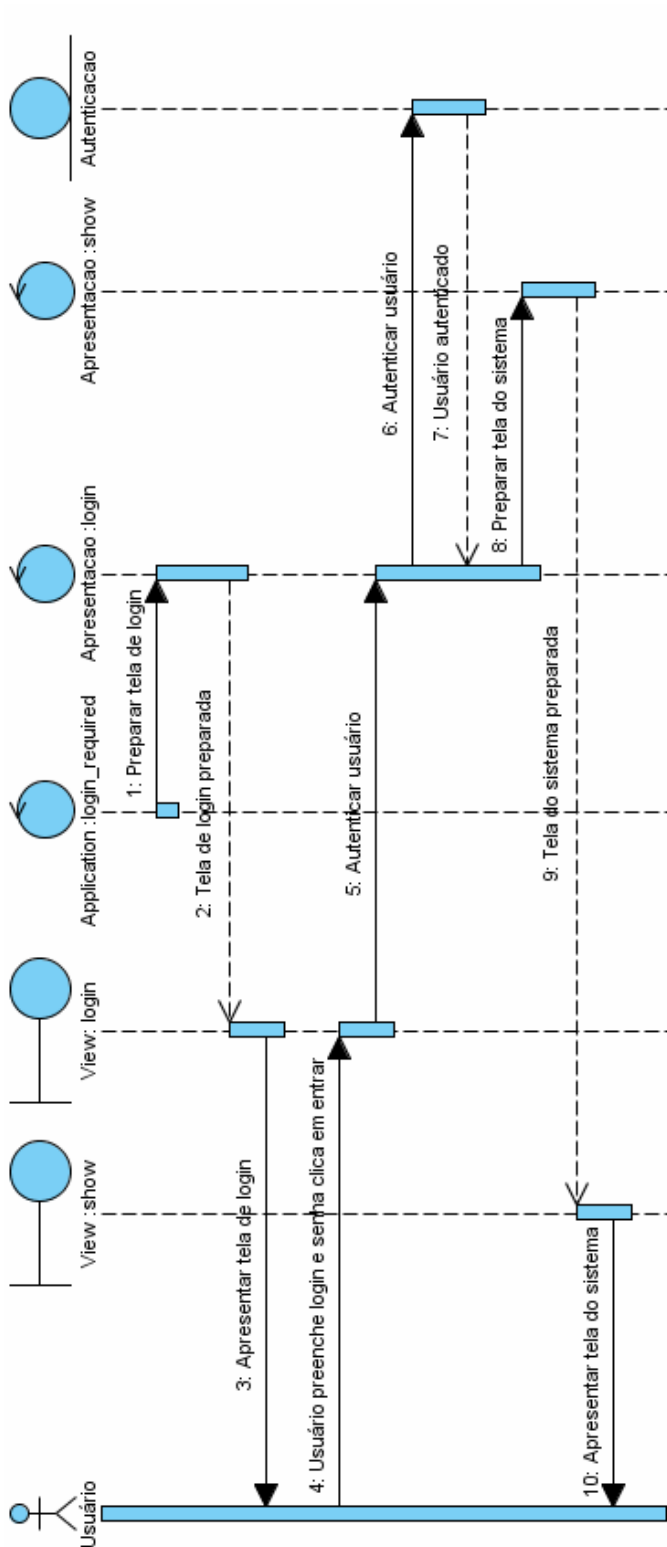 Usuário
View :show
View: login
Application :login_required
Apresentacao :login
Apresentacao :show
Autenticacao
1: Preparar tela de login
2: Tela de login preparada
3: Apresentar tela de login
4: Usuário preenche login e senha clica em entrar
5: Autenticar usuário
6: Autenticar usuário
7: Usuário autenticado
8: Preparar tela do sistema
9: Tela do sistema preparada
10: Apresentar tela do sistema